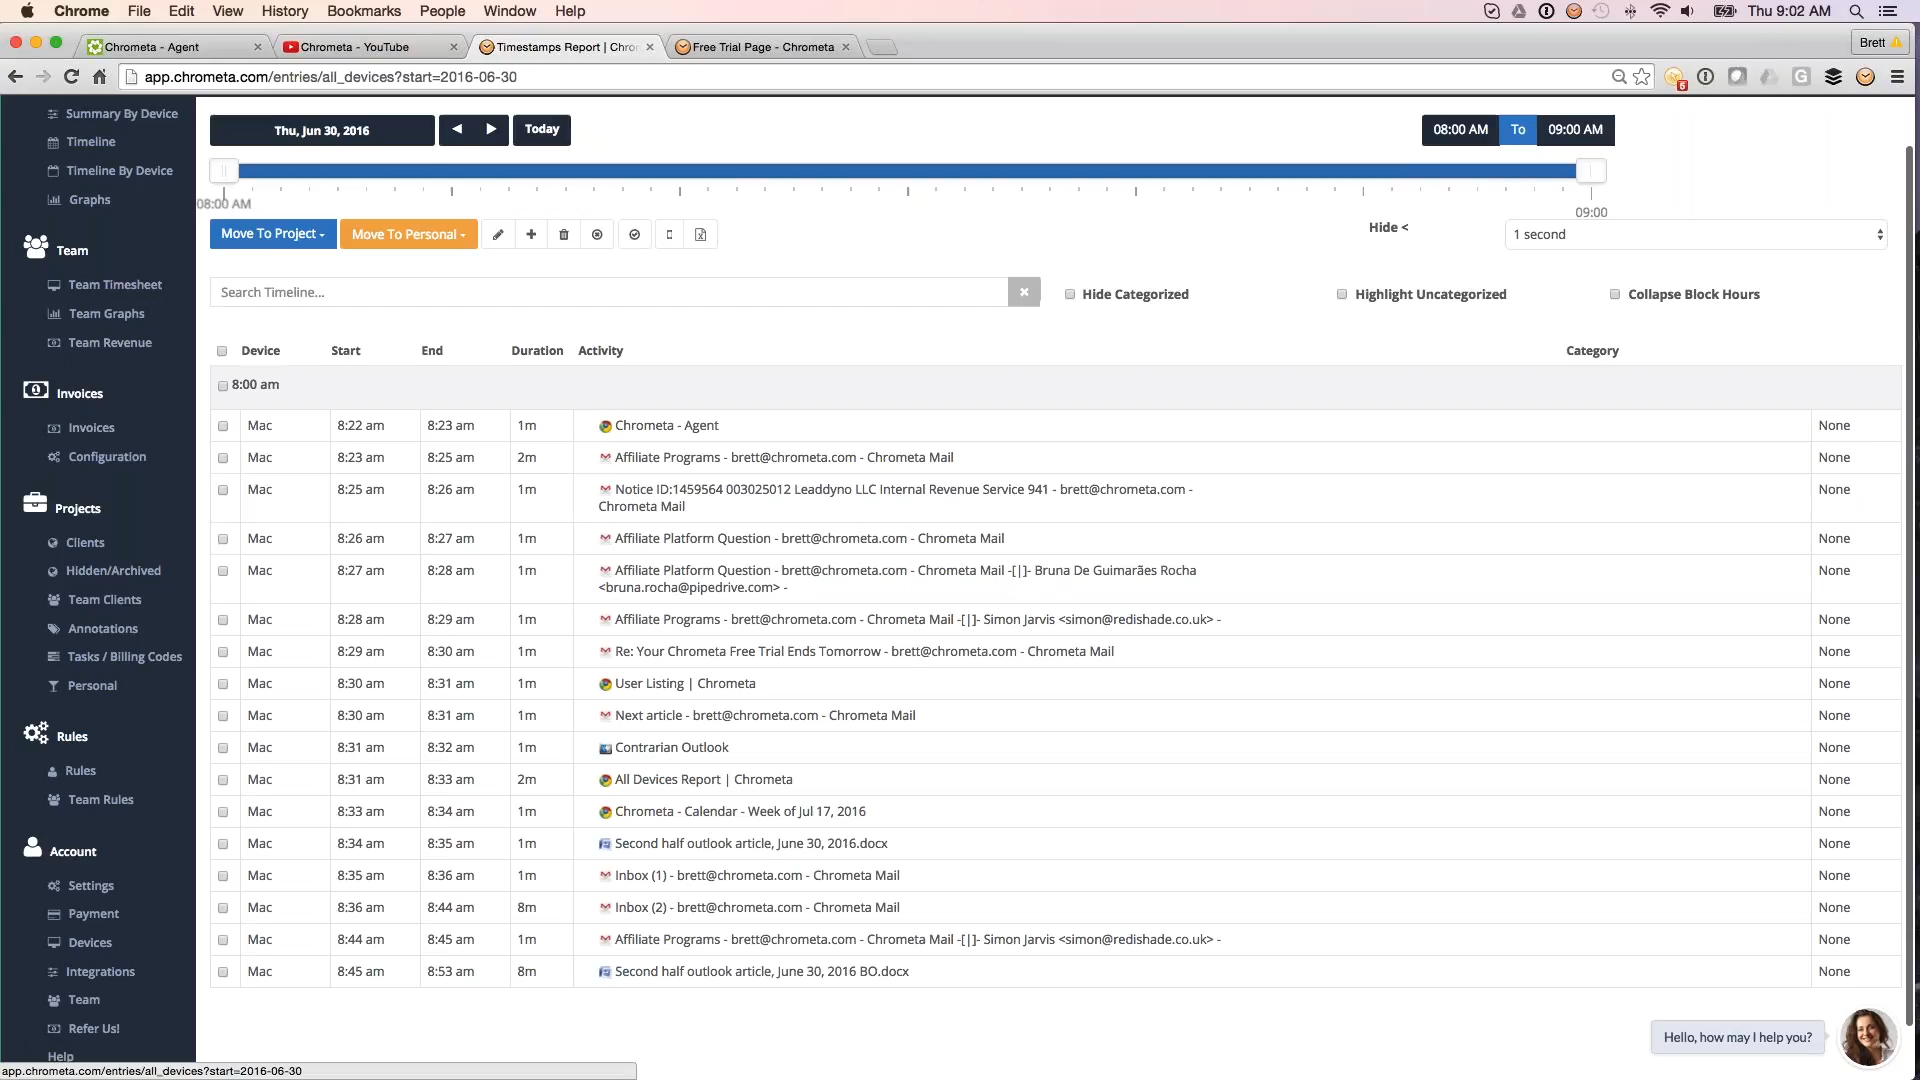 Chrome File Edit View History Bookmarks People Window Help Thu 9:02 AM
Chrometa - Agent Chrometa - YouTube Timestamps Report | Chro Free Trial Page - Chrometa Brett
app.chrometa.com/entries/all_devices?start=2016-06-30
Summary By Device
Timeline
Timeline By Device
Graphs
Team
Team Timesheet
Team Graphs
Team Revenue
Invoices
Invoices
Configuration
Projects
Clients
Hidden/Archived
Team Clients
Annotations
Tasks / Billing Codes
Personal
Rules
Rules
Team Rules
Account
Settings
Payment
Devices
Integrations
Team
Refer Us!
Help
Thu, Jun 30, 2016 Today 08:00 AM To 09:00 AM
08:00 AM 09:00
Move To Project Move To Personal Hide < 1 second
Search Timeline... Hide Categorized Highlight Uncategorized Collapse Block Hours
Device Start End Duration Activity Category
8:00 am
Mac 8:22 am 8:23 am 1m Chrometa - Agent None
Mac 8:23 am 8:25 am 2m Affiliate Programs - brett@chrometa.com - Chrometa Mail None
Mac 8:25 am 8:26 am 1m Notice ID:1459564 003025012 Leaddyno LLC Internal Revenue Service 941 - brett@chrometa.com - None
Chrometa Mail
Mac 8:26 am 8:27 am 1m Affiliate Platform Question - brett@chrometa.com - Chrometa Mail None
Mac 8:27 am 8:28 am 1m Affiliate Platform Question - brett@chrometa.com - Chrometa Mail -[|]- Bruna De Guimarães Rocha None
<bruna.rocha@pipedrive.com> -
Mac 8:28 am 8:29 am 1m Affiliate Programs - brett@chrometa.com - Chrometa Mail -[|]- Simon Jarvis <simon@redishade.co.uk> - None
Mac 8:29 am 8:30 am 1m Re: Your Chrometa Free Trial Ends Tomorrow - brett@chrometa.com - Chrometa Mail None
Mac 8:30 am 8:31 am 1m User Listing | Chrometa None
Mac 8:30 am 8:31 am 1m Next article - brett@chrometa.com - Chrometa Mail None
Mac 8:31 am 8:32 am 1m Contrarian Outlook None
Mac 8:31 am 8:33 am 2m All Devices Report | Chrometa None
Mac 8:33 am 8:34 am 1m Chrometa - Calendar - Week of Jul 17, 2016 None
Mac 8:34 am 8:35 am 1m Second half outlook article, June 30, 2016.docx None
Mac 8:35 am 8:36 am 1m Inbox (1) - brett@chrometa.com - Chrometa Mail None
Mac 8:36 am 8:44 am 8m Inbox (2) - brett@chrometa.com - Chrometa Mail None
Mac 8:44 am 8:45 am 1m Affiliate Programs - brett@chrometa.com - Chrometa Mail -[|]- Simon Jarvis <simon@redishade.co.uk> - None
Mac 8:45 am 8:53 am 8m Second half outlook article, June 30, 2016 BO.docx None
Hello, how may I help you?
app.chrometa.com/entries/all_devices?start=2016-06-30